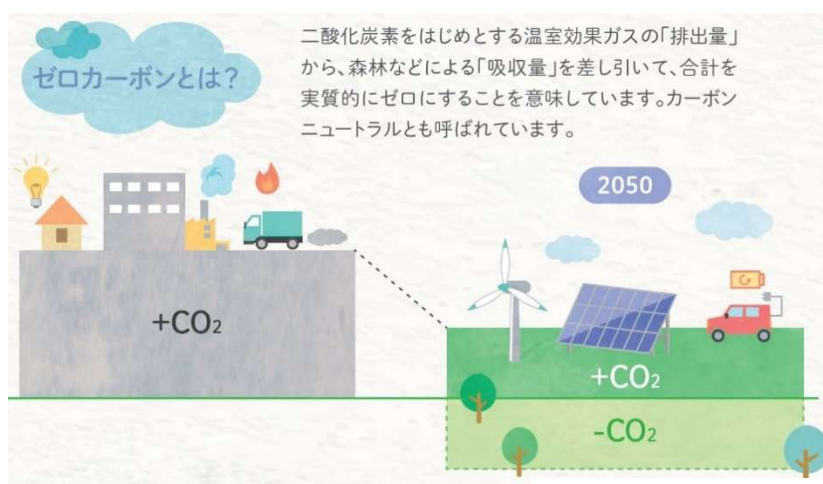 ゼロカーボンとは?
二酸化炭素をはじめとする温室効果ガスの「排出量」
から、森林などによる「吸収量」を差し引いて、合計を
実質的にゼロにすることを意味しています。カーボン
ニュートラルとも呼ばれています。
2050
+CO₂
+CO₂
-CO₂